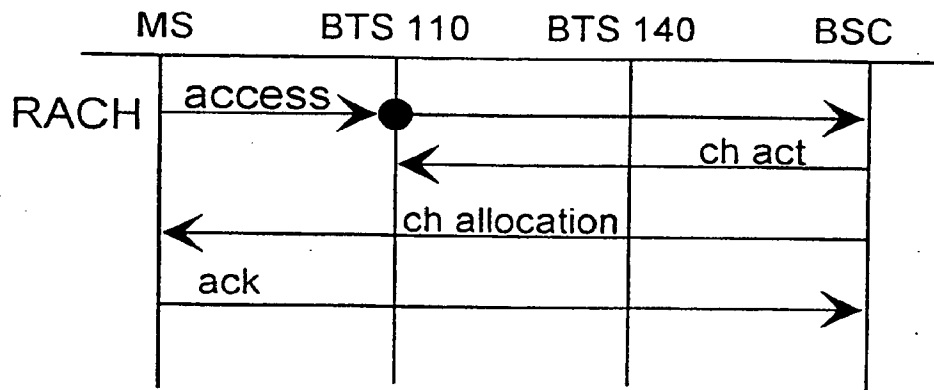 MS BTS 110 BTS 140 BSC
RACH access
ch act
ch allocation
ack